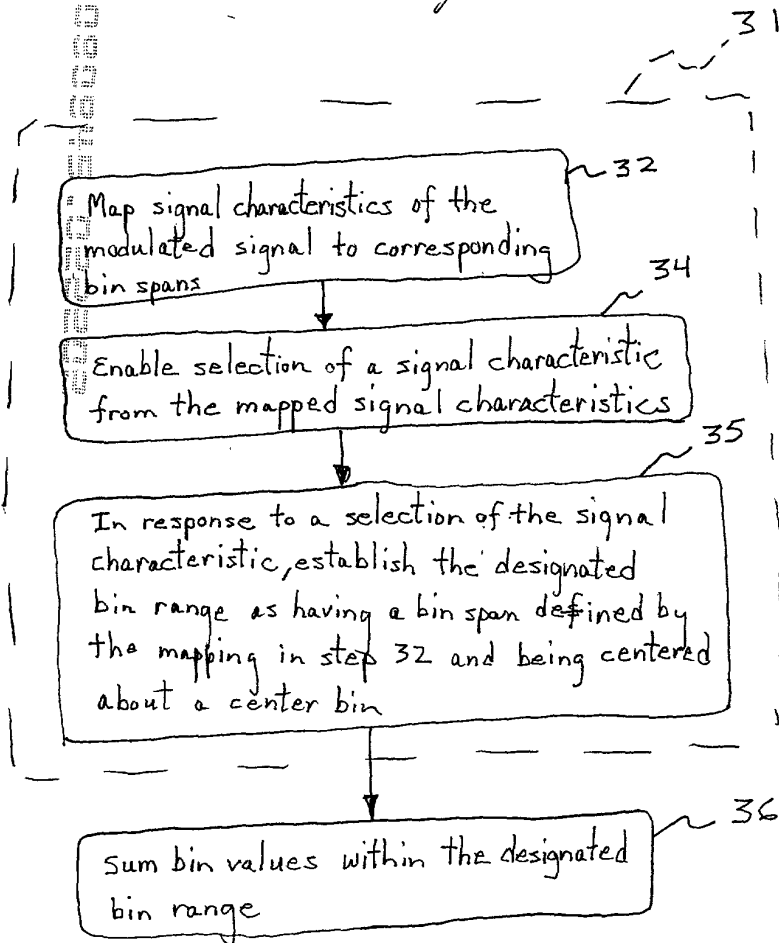 31
32
Map signal characteristics of the
modulated signal to corresponding
bin spans
34
Enable selection of a signal characteristic
from the mapped signal characteristics
35
In response to a selection of the signal
characteristic, establish the designated
bin range as having a bin span defined by
the mapping in step 32 and being centered
about a center bin
36
Sum bin values within the designated
bin range